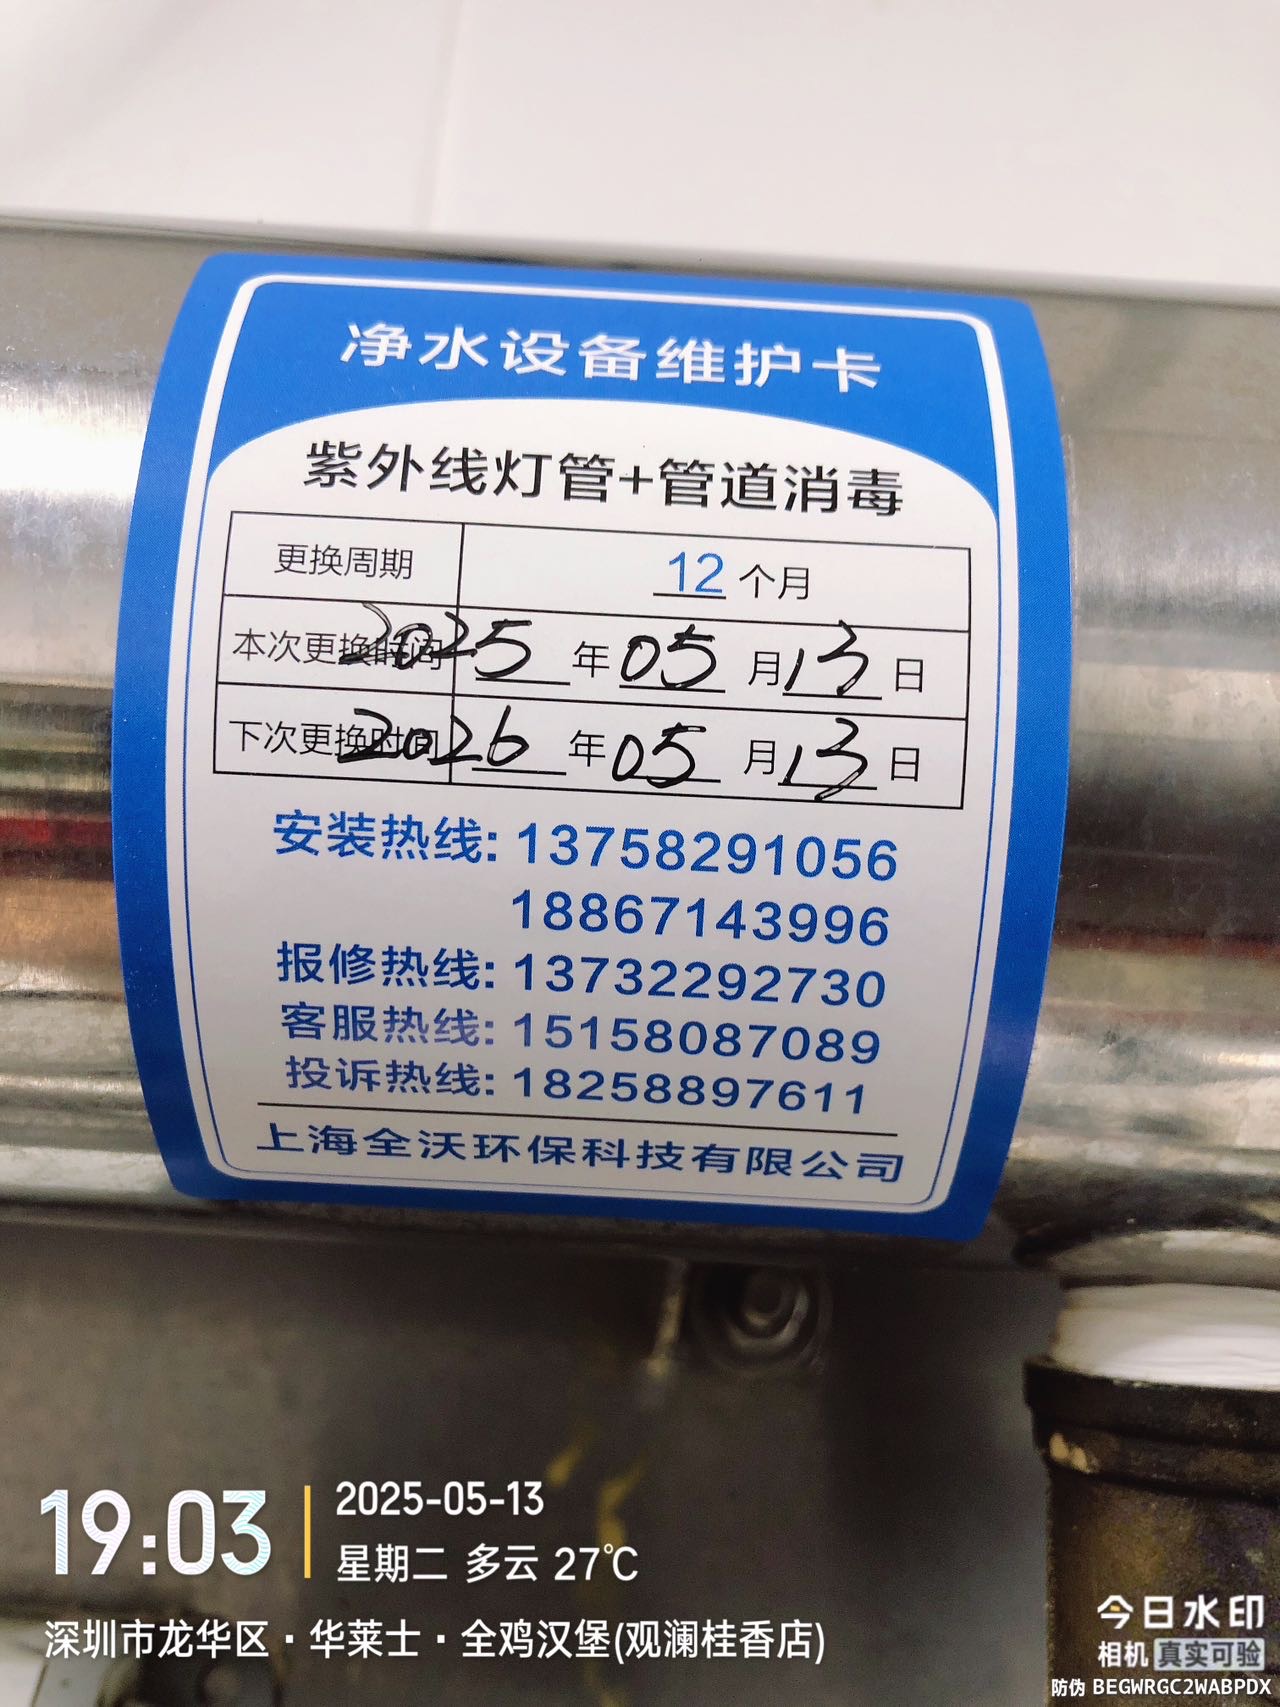 净水设备维护卡
紫外线灯管+管道消毒
更换周期 12 个月
本次更换时间 2025 年 05 月 13 日
下次更换时间 2026 年 05 月 13 日
安装热线: 13758291056
18867143996
报修热线: 13732292730
客服热线: 15158087089
投诉热线: 18258897611
上海全沃环保科技有限公司
19:03
2025-05-13
星期二 多云 27℃
深圳市龙华区·华莱士·全鸡汉堡(观澜桂香店)
今日水印
相机 真实可验
防伪 BEGWRGC2WABPDX